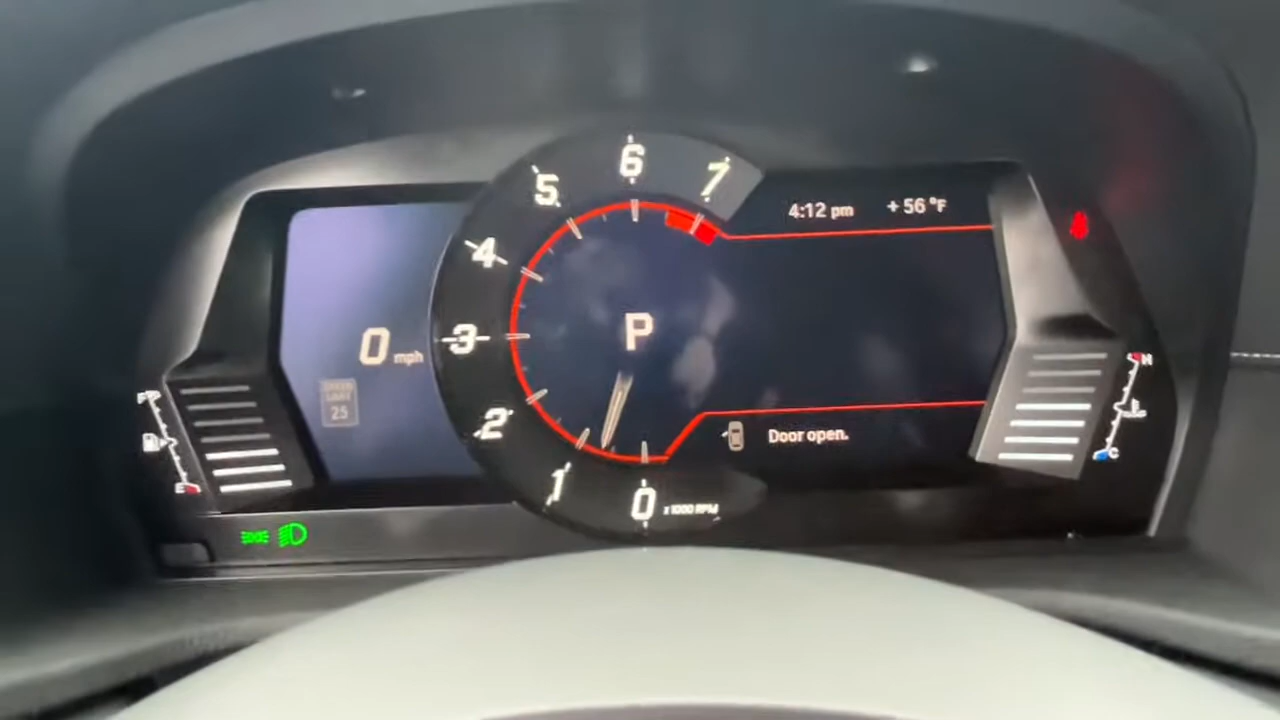 6
7
5
4:12 pm +56 °F
4
P
3
0 mph
SPEED
LIMIT
25
F
H
2
Door open.
C
E
1
0 x1000 RPM